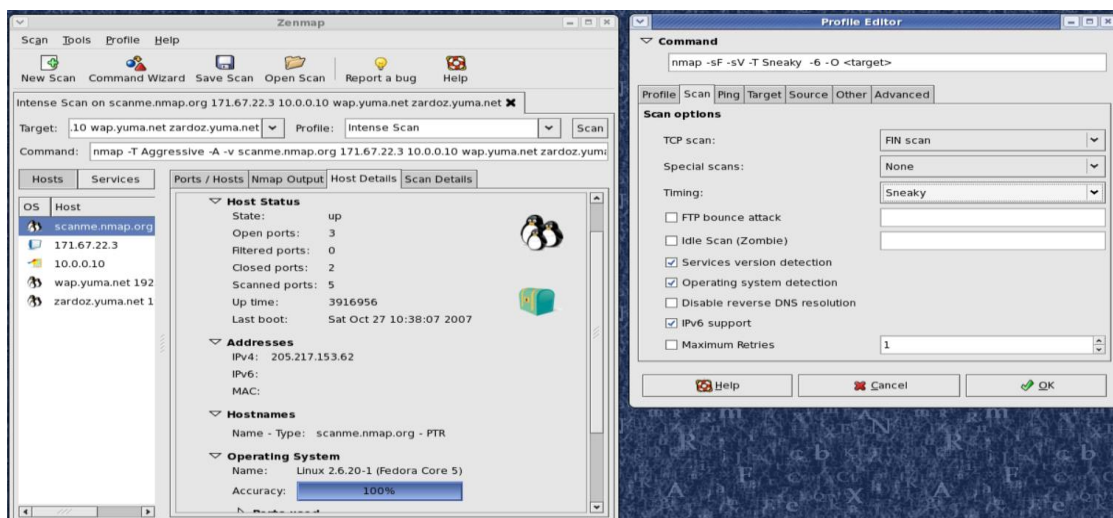 Zenmap
Scan Tools Profile Help
New Scan Command Wizard Save Scan Open Scan Report a bug Help
Intense Scan on scanme.nmap.org 171.67.22.3 10.0.0.10 wap.yuma.net zardoz.yuma.net
Target: .10 wap.yuma.net zardoz.yuma.net Profile: Intense Scan Scan
Command: nmap -T Aggressive -A -v scanme.nmap.org 171.67.22.3 10.0.0.10 wap.yuma.net zardoz.yuma
Hosts Services
OS Host
scanme.nmap.org
171.67.22.3
10.0.0.10
wap.yuma.net 192
zardoz.yuma.net 1
Ports / Hosts Nmap Output Host Details Scan Details
Host Status
State: up
Open ports: 3
Filtered ports: 0
Closed ports: 2
Scanned ports: 5
Up time: 3916956
Last boot: Sat Oct 27 10:38:07 2007
Addresses
IPv4: 205.217.153.62
IPv6:
MAC:
Hostnames
Name - Type: scanme.nmap.org - PTR
Operating System
Name: Linux 2.6.20-1 (Fedora Core 5)
Accuracy: 100%
Ports used
Profile Editor
Command
nmap -sF -sV -T Sneaky -6 -O <target>
Profile Scan Ping Target Source Other Advanced
Scan options
TCP scan: FIN scan
Special scans: None
Timing: Sneaky
FTP bounce attack
Idle Scan (Zombie)
Services version detection
Operating system detection
Disable reverse DNS resolution
IPv6 support
Maximum Retries 1
Help Cancel OK